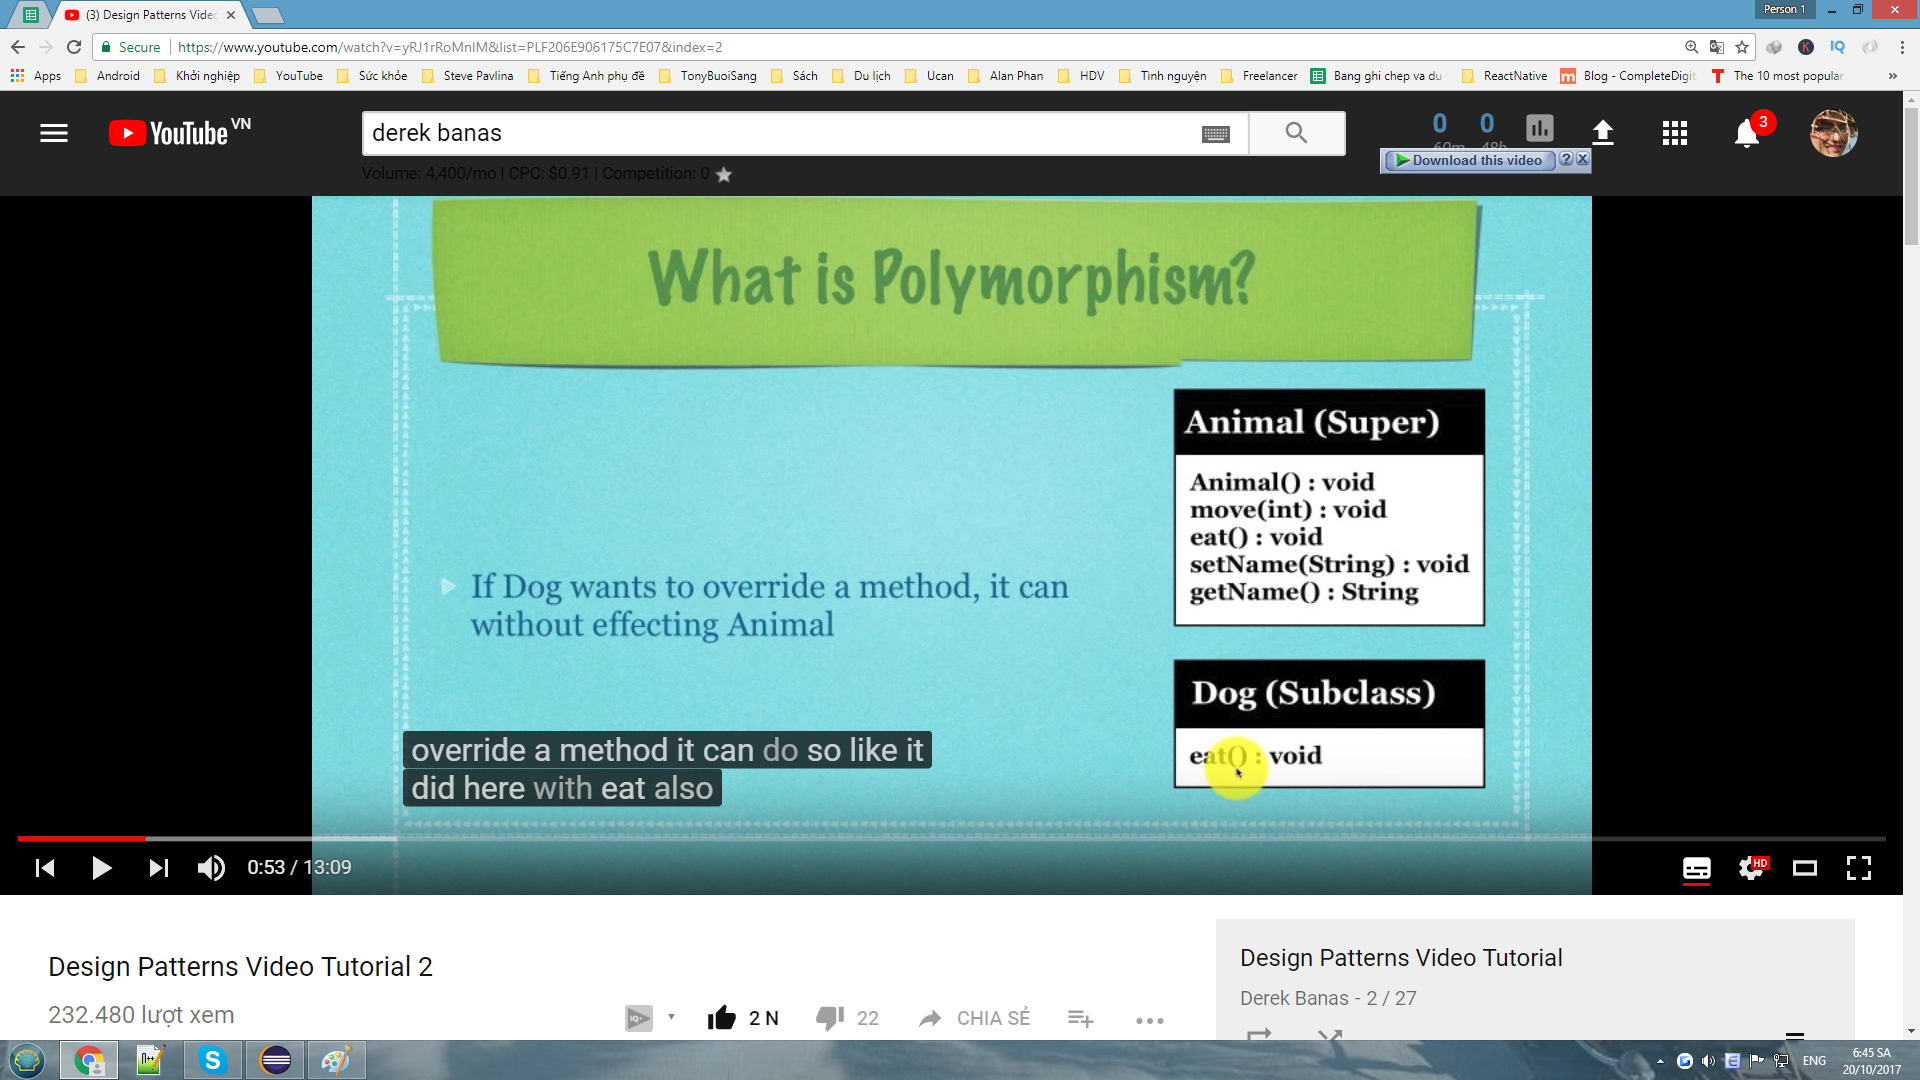 (3) Design Patterns Vide
Person 1
Secure
https://www.youtube.com/watch?v=yRJ1rRoMnIM&list=PLF206E906175C7E07&index=2
IQ
Apps
Android
Khởi nghiệp
YouTube
Sức khỏe
Steve Pavlina
Tiếng Anh phụ đề
TonyBuoiSang
Sách
Du lịch
Ucan
Alan Phan
HDV
Tình nguyện
Freelancer
Bang ghi chep va du
ReactNative
Blog - CompleteDigit
The 10 most popular
»
YouTube VN
derek banas
0 0
60m 48h
3
Download this video
Volume: 4,400/mo | CPC: $0.91 | Competition: 0
What is Polymorphism?
Animal (Super)
Animal() : void
move(int) : void
eat() : void
setName(String) : void
getName() : String
If Dog wants to override a method, it can
without effecting Animal
Dog (Subclass)
eat() : void
override a method it can do so like it
did here with eat also
0:53 / 13:09
HD
Design Patterns Video Tutorial 2
232.480 lượt xem
2 N
22
CHIA SẺ
Design Patterns Video Tutorial
Derek Banas - 2 / 27
ENG
6:45 SA
20/10/2017